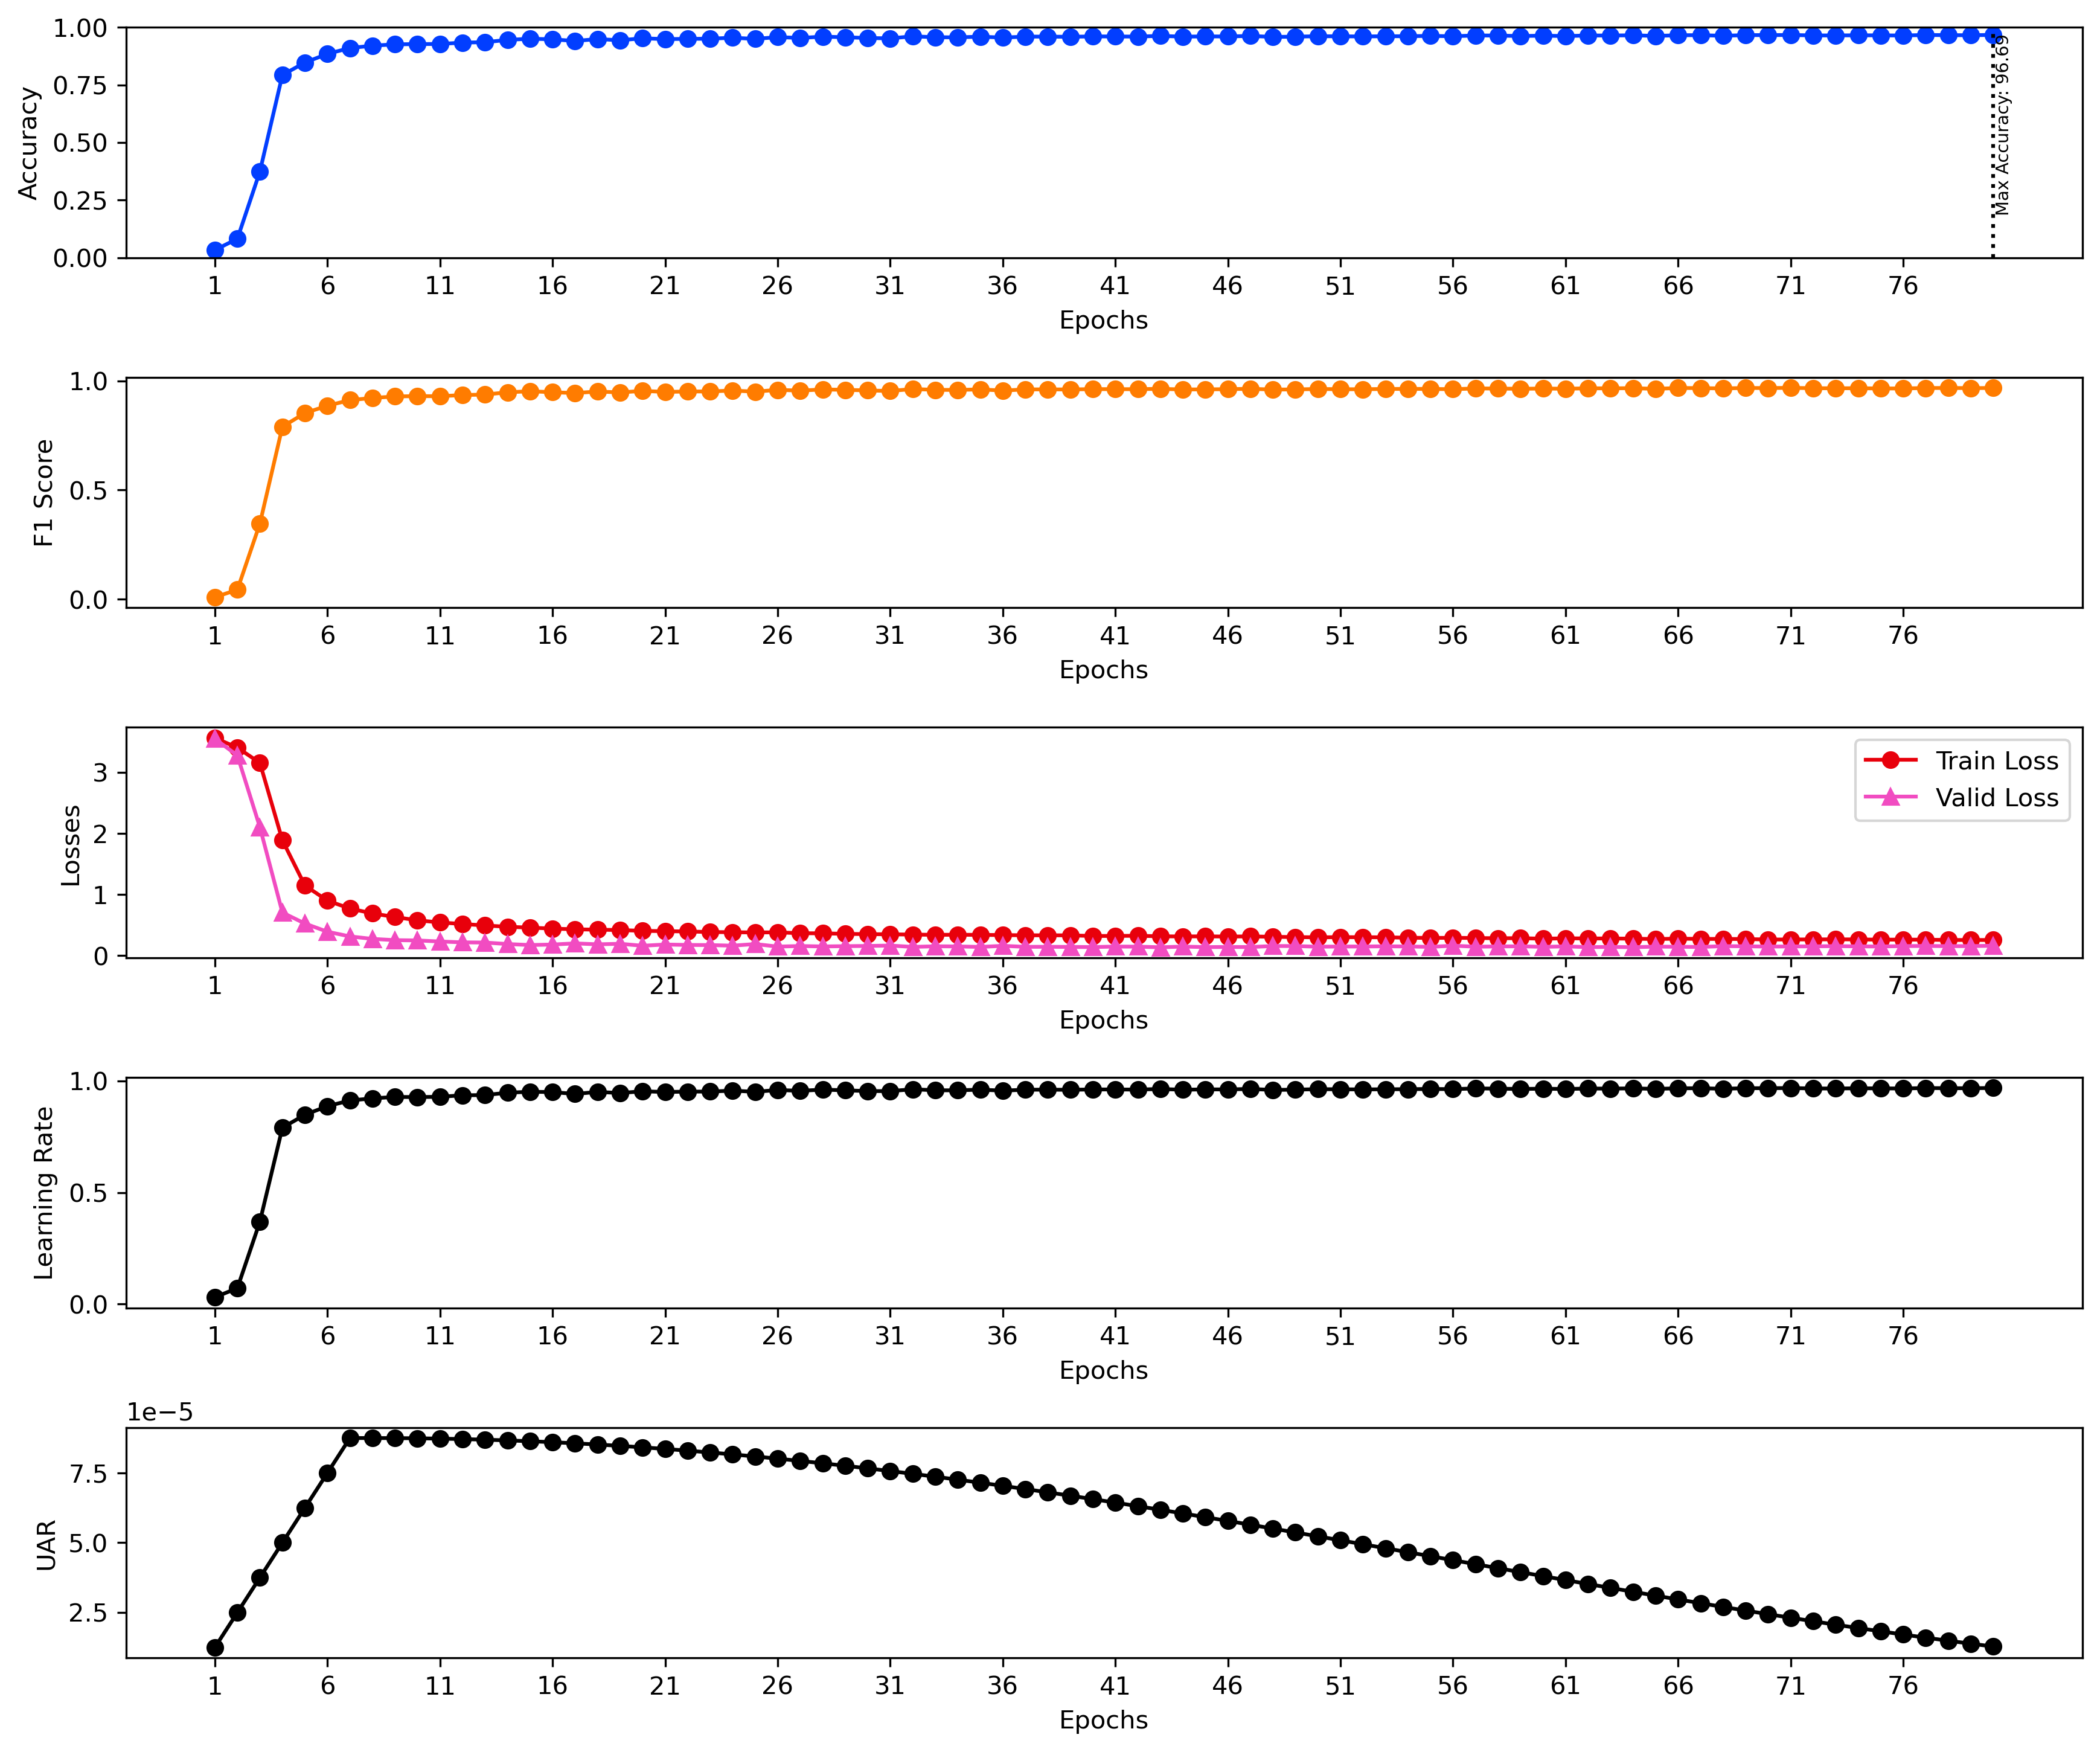 1.00
0.75
0.50
0.25
0.00
Accuracy
Max Accuracy: 96.69
1 6 11 16 21 26 31 36 41 46 51 56 61 66 71 76
Epochs
1.0
0.5
0.0
F1 Score
1 6 11 16 21 26 31 36 41 46 51 56 61 66 71 76
Epochs
3
2
1
0
Losses
Train Loss
Valid Loss
1 6 11 16 21 26 31 36 41 46 51 56 61 66 71 76
Epochs
1.0
0.5
0.0
Learning Rate
1 6 11 16 21 26 31 36 41 46 51 56 61 66 71 76
Epochs
1e−5
7.5
5.0
2.5
UAR
1 6 11 16 21 26 31 36 41 46 51 56 61 66 71 76
Epochs